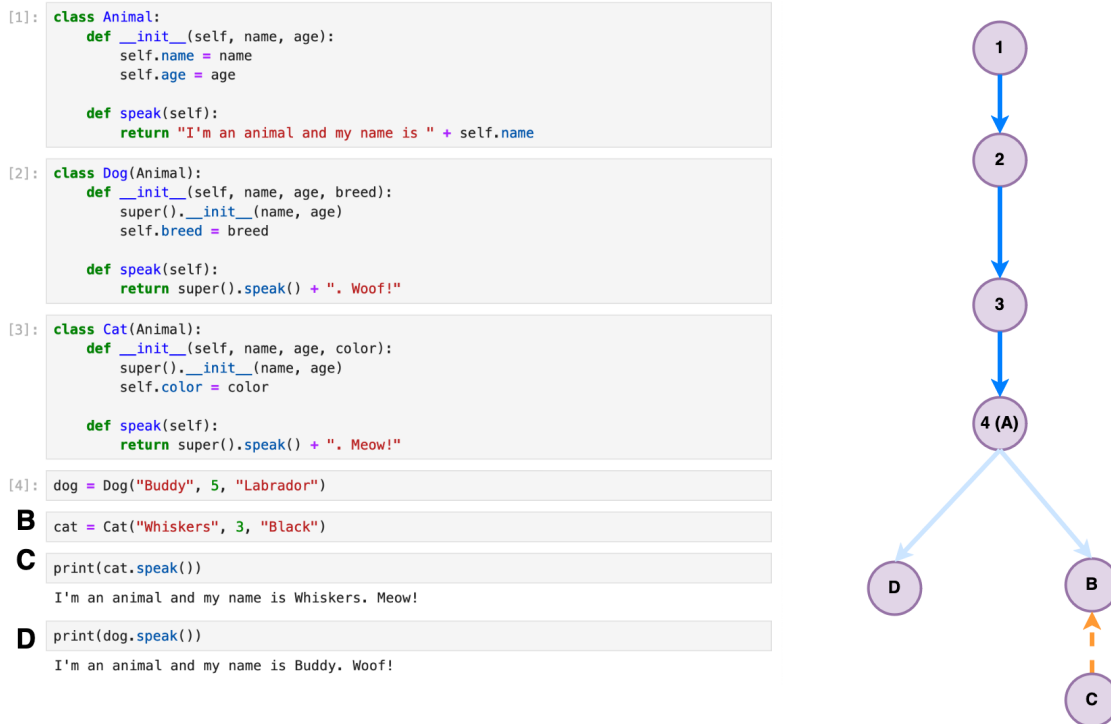 [1]: class Animal:
    def __init__(self, name, age):
        self.name = name
        self.age = age
    def speak(self):
        return "I'm an animal and my name is " + self.name
[2]: class Dog(Animal):
    def __init__(self, name, age, breed):
        super().__init__(name, age)
        self.breed = breed
    def speak(self):
        return super().speak() + ". Woof!"
[3]: class Cat(Animal):
    def __init__(self, name, age, color):
        super().__init__(name, age)
        self.color = color
    def speak(self):
        return super().speak() + ". Meow!"
[4]: dog = Dog("Buddy", 5, "Labrador")
B cat = Cat("Whiskers", 3, "Black")
C print(cat.speak())
I'm an animal and my name is Whiskers. Meow!
D print(dog.speak())
I'm an animal and my name is Buddy. Woof!
1
2
3
4 (A)
D
B
C